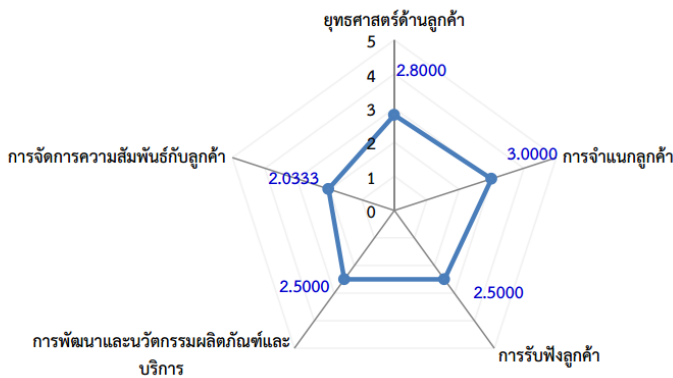 ยุทธศาสตร์ด้านลูกค้า
5
4
2.8000
3
3.0000
การจำแนกลูกค้า
การจัดการความสัมพันธ์กับลูกค้า
2
2.0333
1
0
2.5000
2.5000
การพัฒนาและนวัตกรรมผลิตภัณฑ์และ
บริการ
การรับฟังลูกค้า